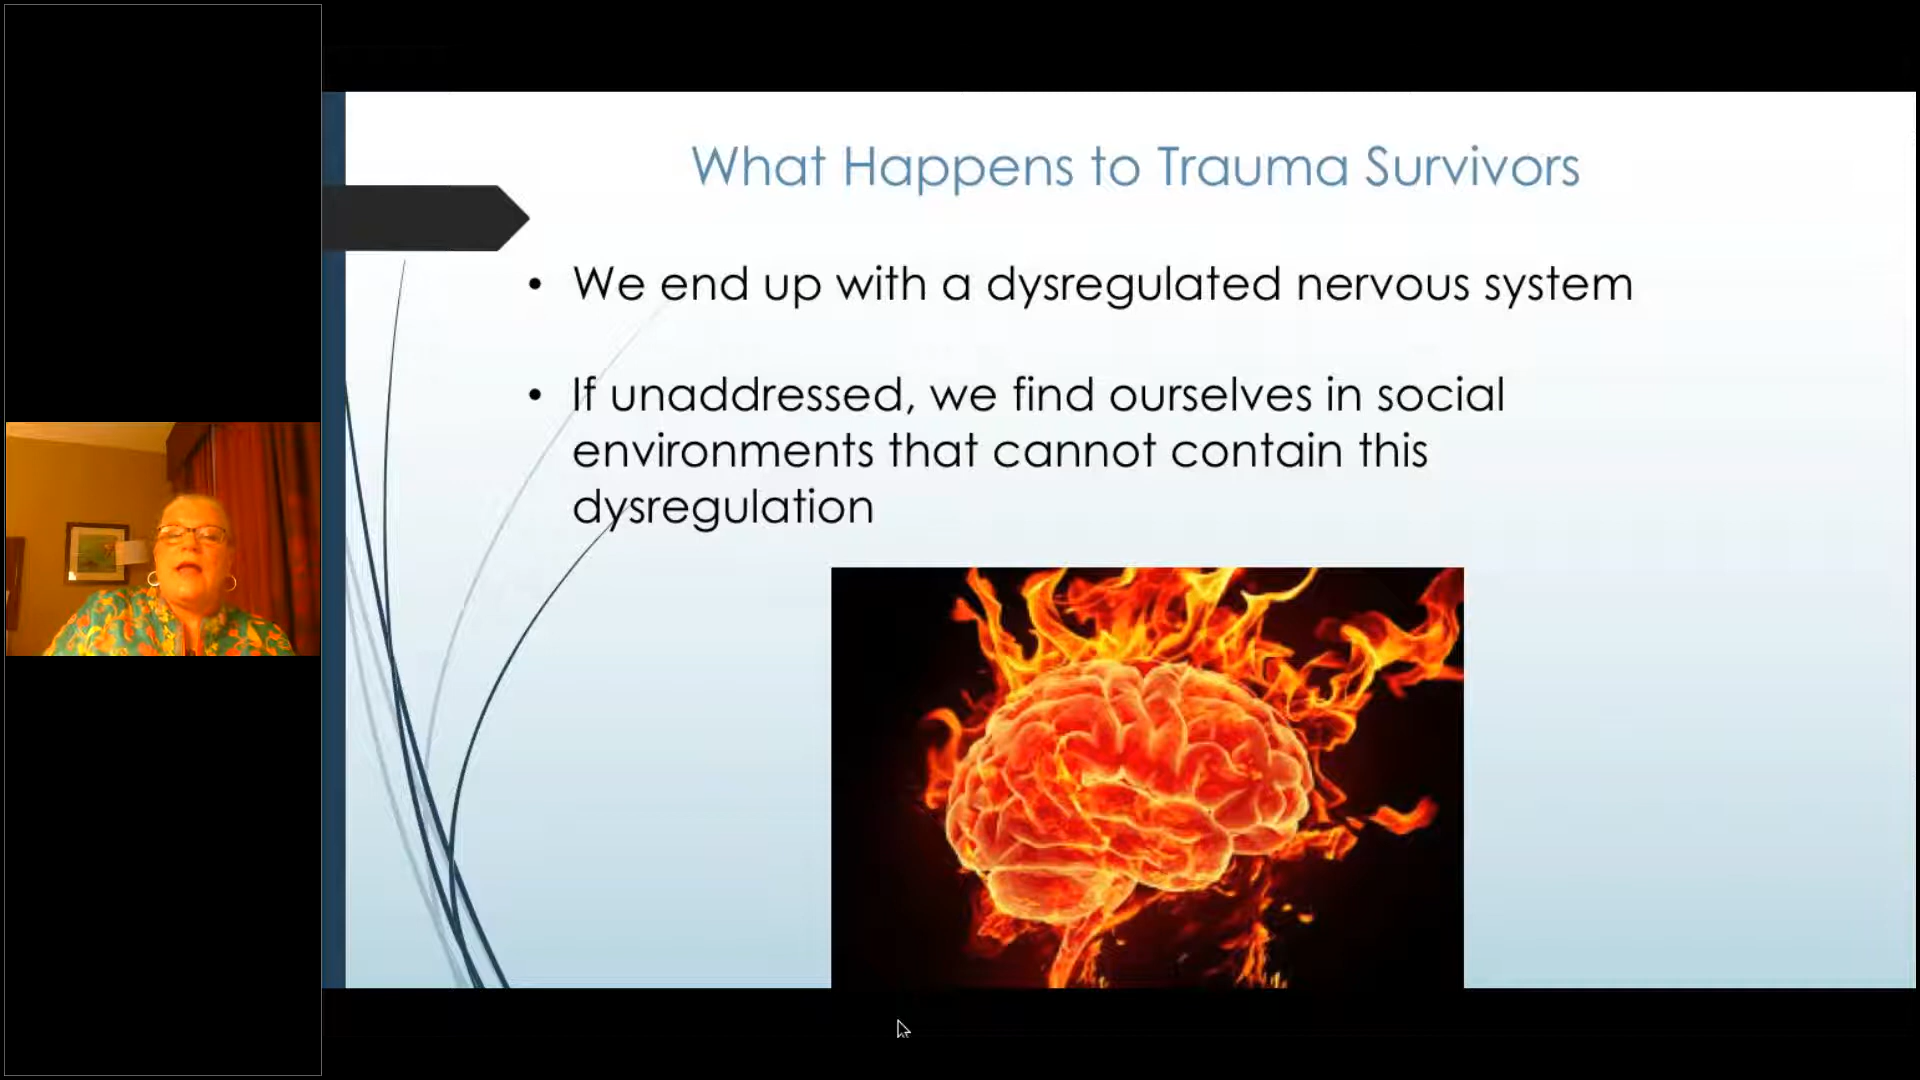 What Happens to Trauma Survivors
• We end up with a dysregulated nervous system
• If unaddressed, we find ourselves in social
environments that cannot contain this
dysregulation